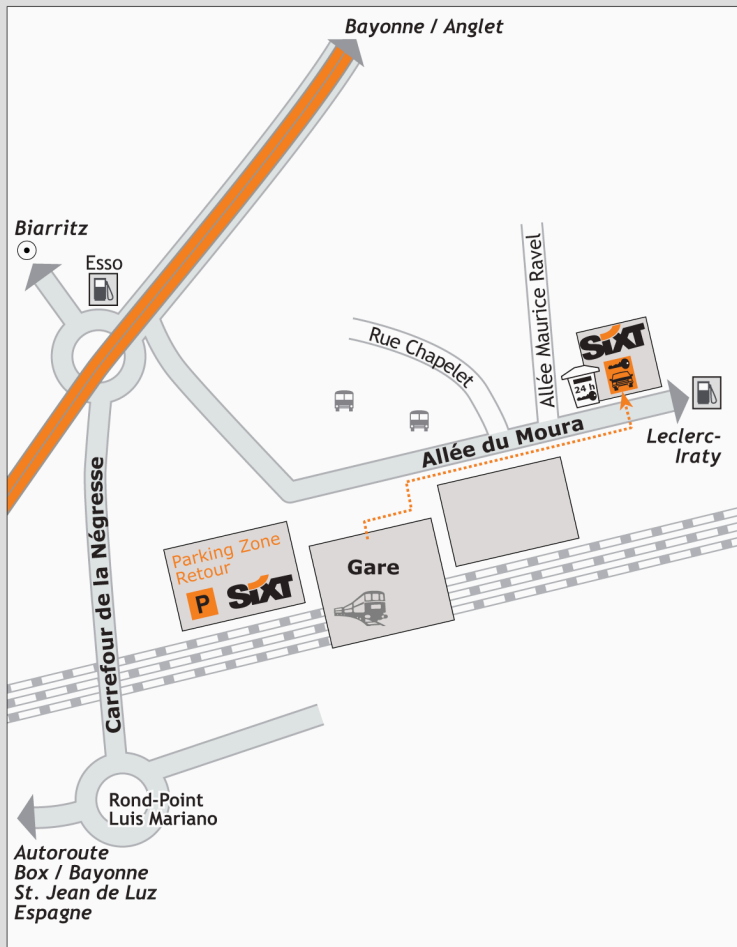 Bayonne / Anglet
Biarritz
Esso
Rue Chapelet
Allée Maurice Ravel
SIXT
24 h
Allée du Moura
Leclerc-
Iraty
Carrefour de la Négresse
Parking Zone
Retour
P
SIXT
Gare
Rond-Point
Luis Mariano
Autoroute
Box / Bayonne
St. Jean de Luz
Espagne